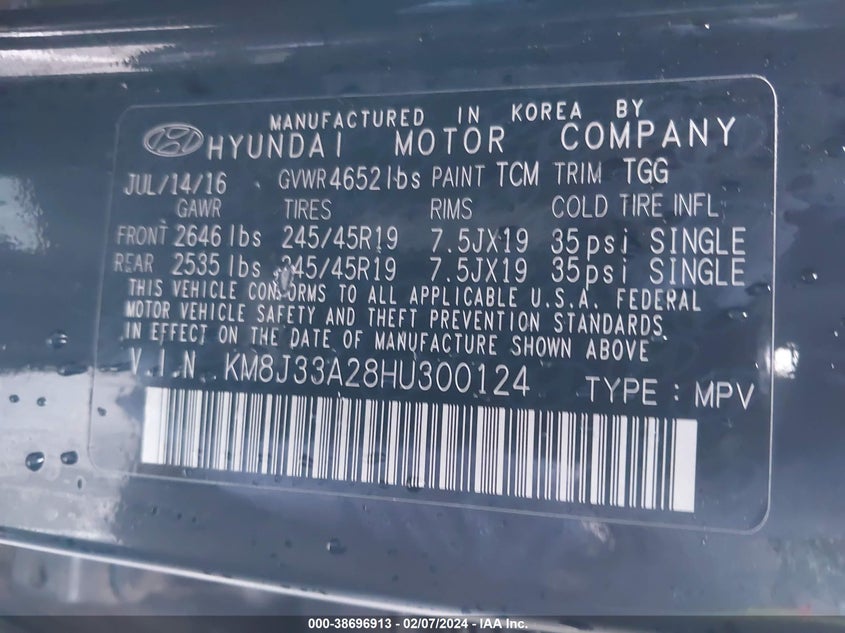 MANUFACTURED IN KOREA BY
HYUNDAI MOTOR COMPANY
JUL/14/16 GVWR 4652 lbs PAINT TCM TRIM TGG
GAWR TIRES RIMS COLD TIRE INFL
FRONT 2646 lbs 245/45R19 7.5JX19 35psi SINGLE
REAR 2535 lbs 245/45R19 7.5JX19 35psi SINGLE
THIS VEHICLE CONFORMS TO ALL APPLICABLE U.S.A. FEDERAL
MOTOR VEHICLE SAFETY AND THEFT PREVENTION STANDARDS
IN EFFECT ON THE DATE OF MANUFACTURE SHOWN ABOVE
V.I.N. KM8J33A28HU300124 TYPE : MPV
000-38696913 - 02/07/2024 - IAA Inc.